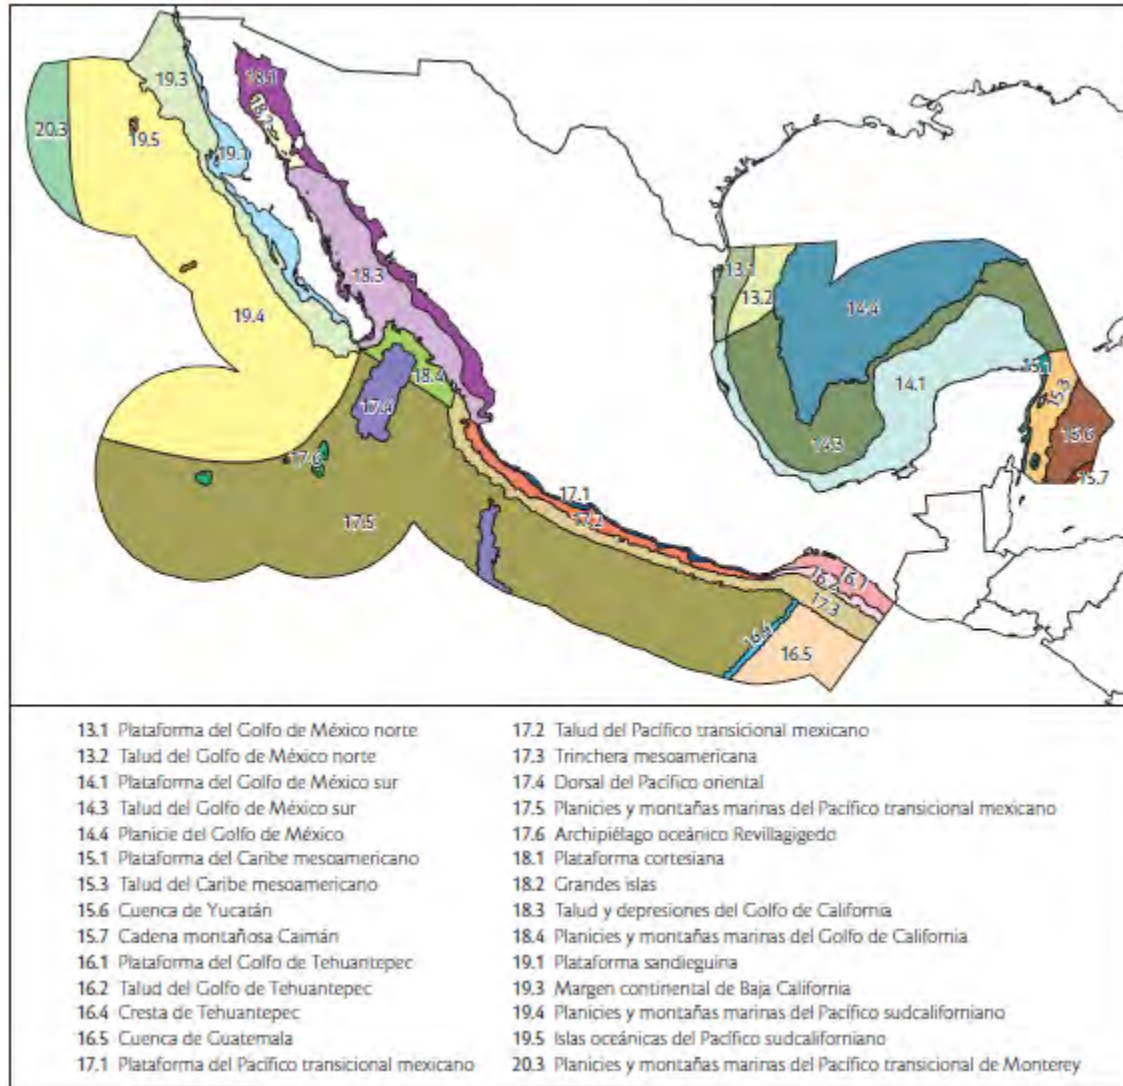 18.1
19.3
18.2
20.3
19.5
19.1
18.3
13.1
13.2
14.4
19.4
15.1
18.4
14.1
15.3
17.4
15.6
17.6
14.3
15.7
17.1
17.5
17.2
16.1
16.2
17.3
16.4
16.5
13.1 Plataforma del Golfo de México norte
13.2 Talud del Golfo de México norte
14.1 Plataforma del Golfo de México sur
14.3 Talud del Golfo de México sur
14.4 Planicie del Golfo de México
15.1 Plataforma del Caribe mesoamericano
15.3 Talud del Caribe mesoamericano
15.6 Cuenca de Yucatán
15.7 Cadena montañosa Caimán
16.1 Plataforma del Golfo de Tehuantepec
16.2 Talud del Golfo de Tehuantepec
16.4 Cresta de Tehuantepec
16.5 Cuenca de Guatemala
17.1 Plataforma del Pacífico transicional mexicano
17.2 Talud del Pacífico transicional mexicano
17.3 Trinchera mesoamericana
17.4 Dorsal del Pacífico oriental
17.5 Planicies y montañas marinas del Pacífico transicional mexicano
17.6 Archipiélago oceánico Revillagigedo
18.1 Plataforma cortesiana
18.2 Grandes islas
18.3 Talud y depresiones del Golfo de California
18.4 Planicies y montañas marinas del Golfo de California
19.1 Plataforma sandieguina
19.3 Margen continental de Baja California
19.4 Planicies y montañas marinas del Pacífico sudcaliforniano
19.5 Islas oceánicas del Pacífico sudcaliforniano
20.3 Planicies y montañas marinas del Pacífico transicional de Monterey